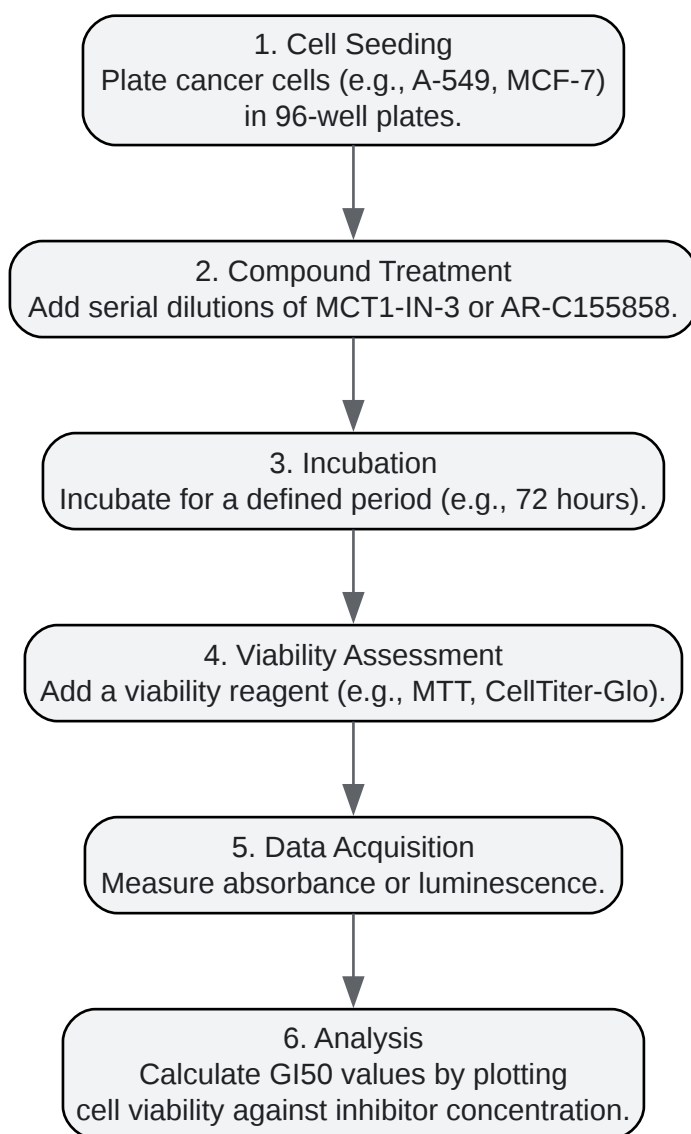 1. Cell Seeding
Plate cancer cells (e.g., A-549, MCF-7)
in 96-well plates.
2. Compound Treatment
Add serial dilutions of MCT1-IN-3 or AR-C155858.
3. Incubation
Incubate for a defined period (e.g., 72 hours).
4. Viability Assessment
Add a viability reagent (e.g., MTT, CellTiter-Glo).
5. Data Acquisition
Measure absorbance or luminescence.
6. Analysis
Calculate GI50 values by plotting
cell viability against inhibitor concentration.